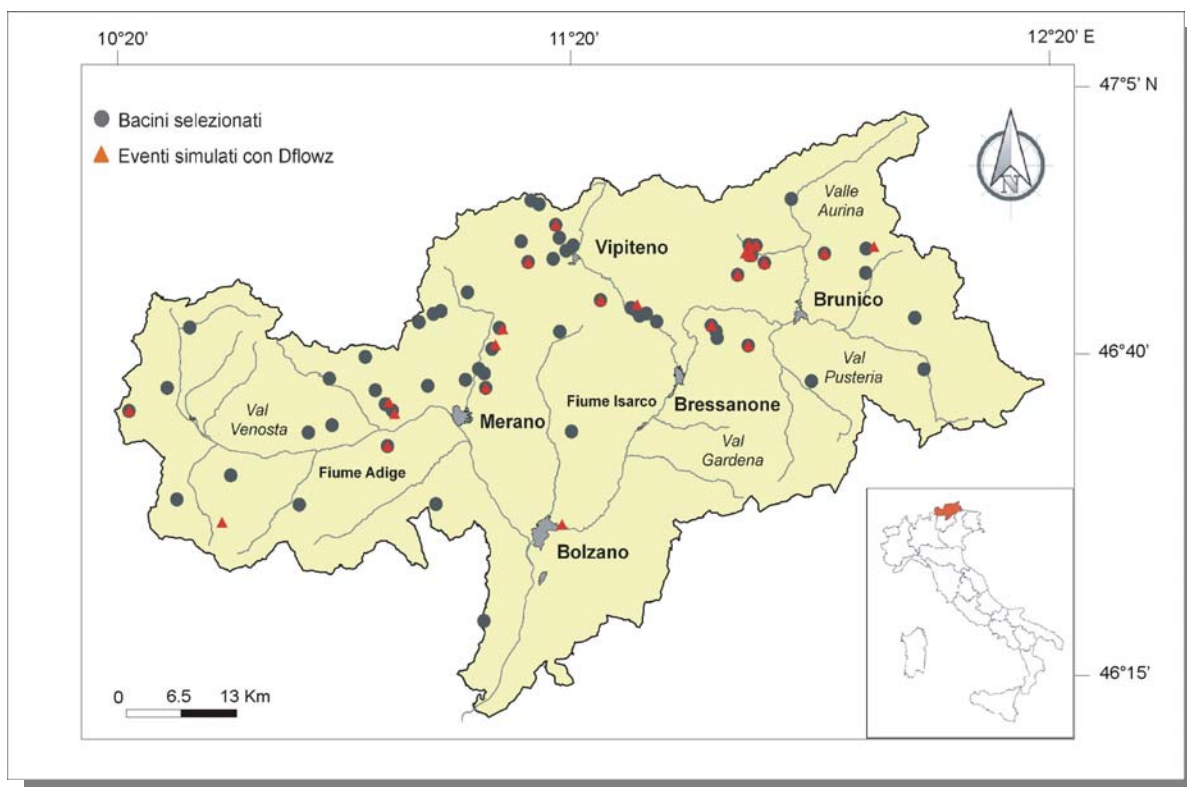 10°20'
11°20'
12°20' E
47°5' N
Bacini selezionati
Eventi simulati con Dflowz
N
Valle
Aurina
Vipiteno
Brunico
46°40'
Val
Pusteria
Fiume Isarco
Bressanone
Merano
Val
Venosta
Val
Gardena
Fiume Adige
Bolzano
46°15'
0 6.5 13 Km